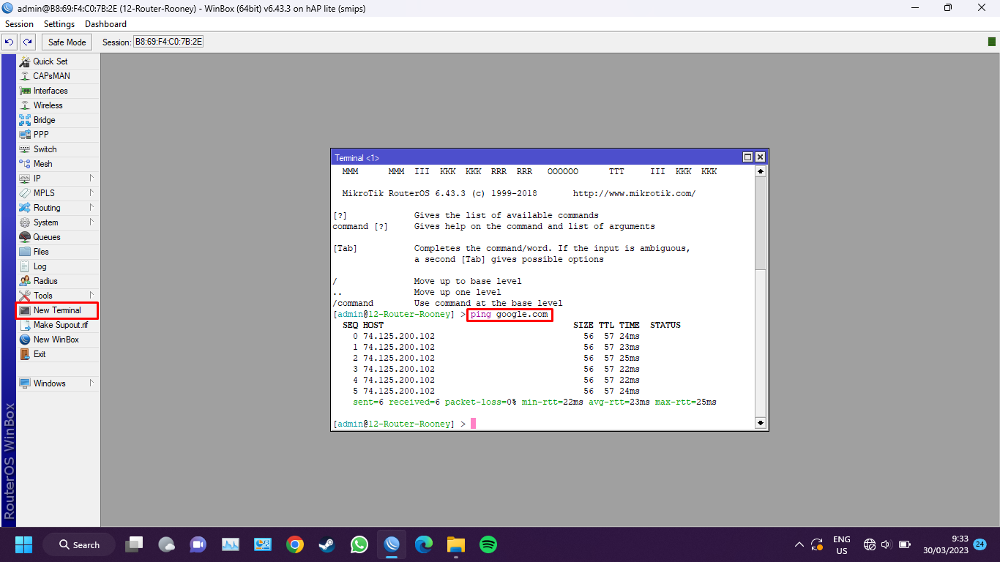 admin@B8:69:F4:C0:7B:2E (12-Router-Rooney) - WinBox (64bit) v6.43.3 on hAP lite (smips)
Session Settings Dashboard
Safe Mode Session: B8:69:F4:C0:7B:2E
Quick Set
CAPsMAN
Interfaces
Wireless
Bridge
PPP
Switch
Mesh
IP
MPLS
Routing
System
Queues
Files
Log
Radius
Tools
New Terminal
Make Supout.rif
New WinBox
Exit
Windows
RouterOS WinBox
Terminal <1>
MMM MMM III KKK KKK RRR RRR OOOOOO TTT III KKK KKK
MikroTik RouterOS 6.43.3 (c) 1999-2018 http://www.mikrotik.com/
[?] Gives the list of available commands
command [?] Gives help on the command and list of arguments
[Tab] Completes the command/word. If the input is ambiguous,
a second [Tab] gives possible options
/ Move up to base level
.. Move up one level
/command Use command at the base level
[admin@12-Router-Rooney] > ping google.com
SEQ HOST SIZE TTL TIME STATUS
0 74.125.200.102 56 57 24ms
1 74.125.200.102 56 57 23ms
2 74.125.200.102 56 57 25ms
3 74.125.200.102 56 57 22ms
4 74.125.200.102 56 57 22ms
5 74.125.200.102 56 57 24ms
sent=6 received=6 packet-loss=0% min-rtt=22ms avg-rtt=23ms max-rtt=25ms
[admin@12-Router-Rooney] >
Search
ENG
US
9:33
30/03/2023
24